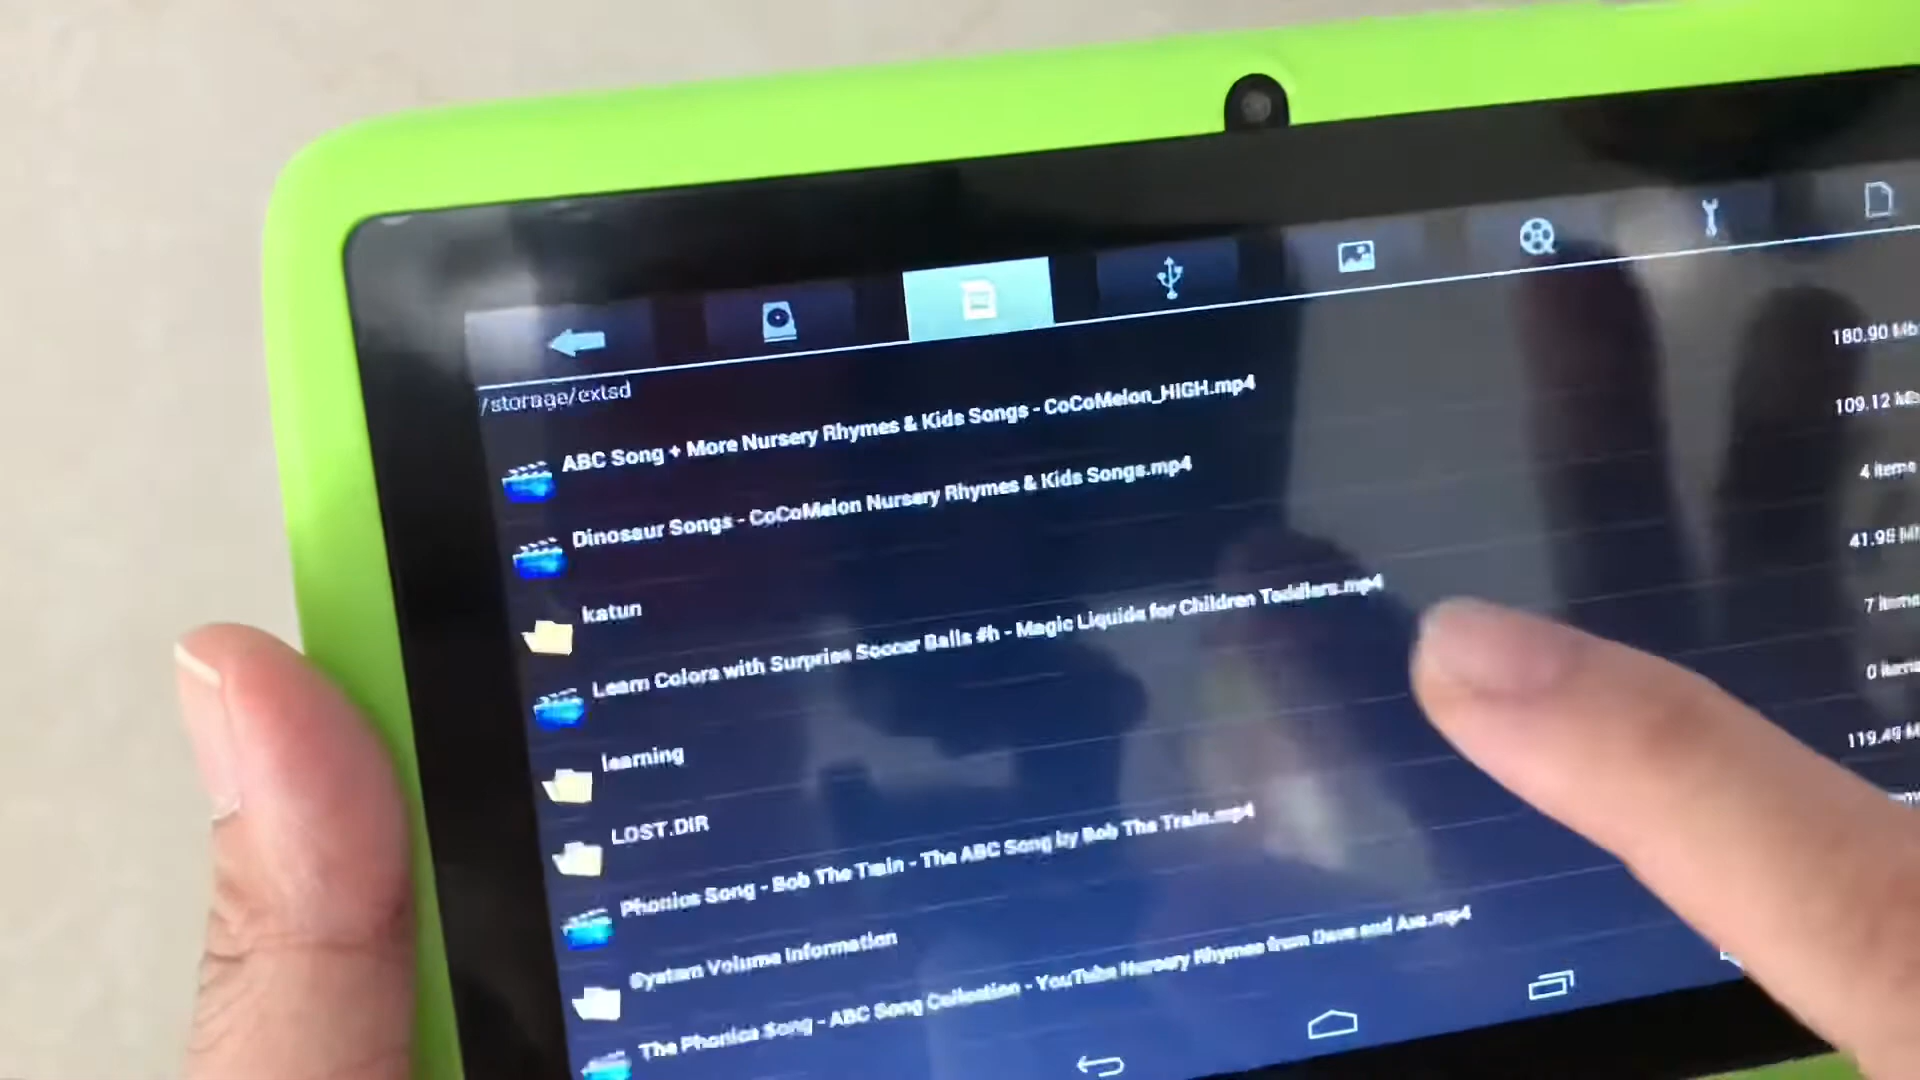 /storage/extsd
ABC Song + More Nursery Rhymes & Kids Songs - CoCoMelon_HIGH.mp4
180.90 Mb
Dinosaur Songs - CoCoMelon Nursery Rhymes & Kids Songs.mp4
109.12 Mb
katun
4 items
Learn Colors with Surprise Soccer Balls #h - Magic Liquids for Children Toddlers.mp4
41.98 M
learning
7 items
LOST.DIR
0 items
Phonics Song - Bob The Train - The ABC Song by Bob The Train.mp4
119.49 M
System Volume Information
The Phonics Song - ABC Song Collection - YouTube Nursery Rhymes from Dave and Ava.mp4